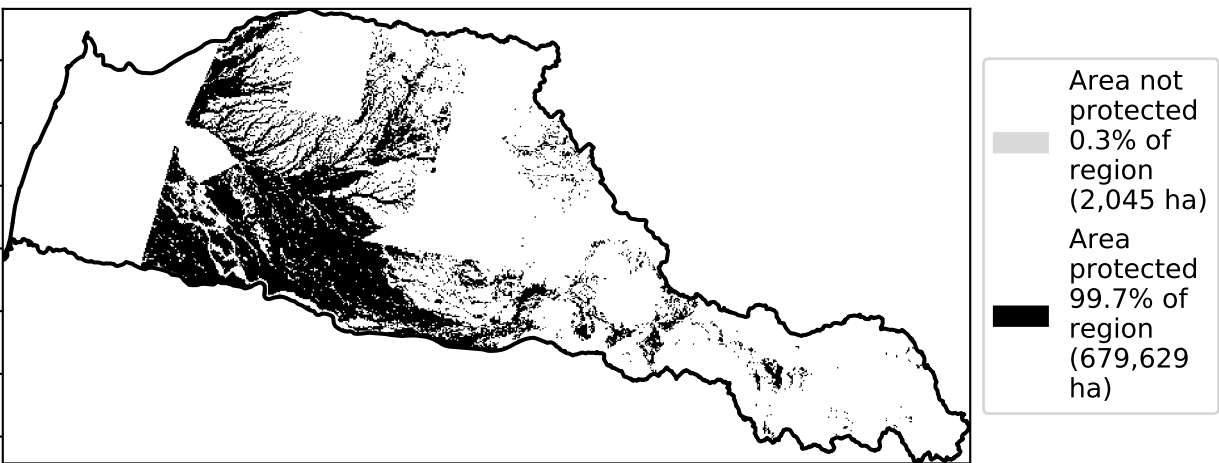 Area not
protected
0.3% of
region
(2,045 ha)
Area
protected
99.7% of
region
(679,629
ha)